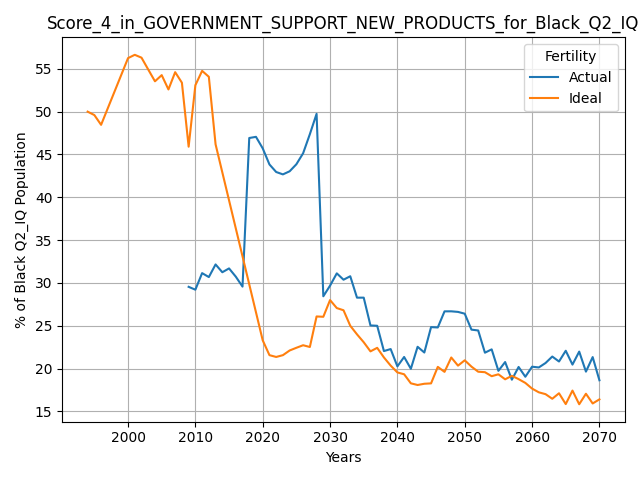 Score_4_in_GOVERNMENT_SUPPORT_NEW_PRODUCTS_for_Black_Q2_IQ
Fertility
Actual
Ideal
% of Black Q2_IQ Population
55
50
45
40
35
30
25
20
15
2000 2010 2020 2030 2040 2050 2060 2070
Years